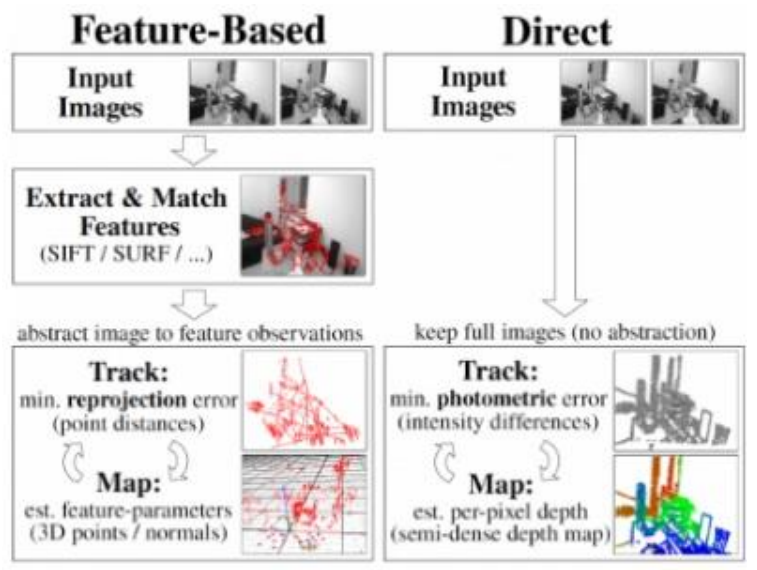 Feature-Based
Input
Images
Extract & Match
Features
(SIFT / SURF / ...)
abstract image to feature observations
Track:
min. reprojection error
(point distances)
Map:
est. feature-parameters
(3D points / normals)
Direct
Input
Images
keep full images (no abstraction)
Track:
min. photometric error
(intensity differences)
Map:
est. per-pixel depth
(semi-dense depth map)